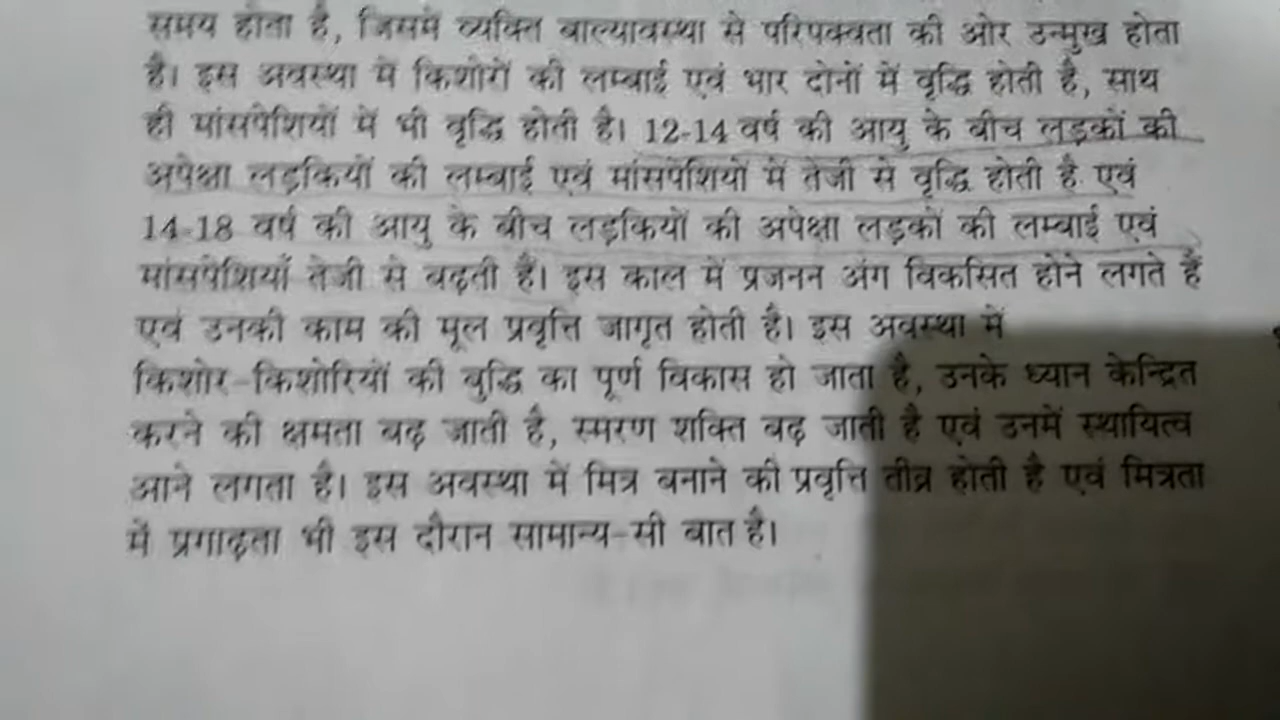 समय होता है, जिसमें व्यक्ति बाल्यावस्था से परिपक्वता की ओर उन्मुख होता
है। इस अवस्था में किशोरों की लम्बाई एवं भार दोनों में वृद्धि होती है, साथ
ही मांसपेशियों में भी वृद्धि होती है। 12-14 वर्ष की आयु के बीच लड़कों की
अपेक्षा लड़कियों की लम्बाई एवं मांसपेशियों में तेजी से वृद्धि होती है एवं
14-18 वर्ष की आयु के बीच लड़कियों की अपेक्षा लड़कों की लम्बाई एवं
मांसपेशियाँ तेजी से बढ़ती हैं। इस काल में प्रजनन अंग विकसित होने लगते हैं
एवं उनकी काम की मूल प्रवृत्ति जागृत होती है। इस अवस्था में
किशोर-किशोरियों की बुद्धि का पूर्ण विकास हो जाता है, उनके ध्यान केन्द्रित
करने की क्षमता बढ़ जाती है, स्मरण शक्ति बढ़ जाती है एवं उनमें स्थायित्व
आने लगता है। इस अवस्था में मित्र बनाने की प्रवृत्ति तीव्र होती है एवं मित्रता
में प्रगाढ़ता भी इस दौरान सामान्य-सी बात है।